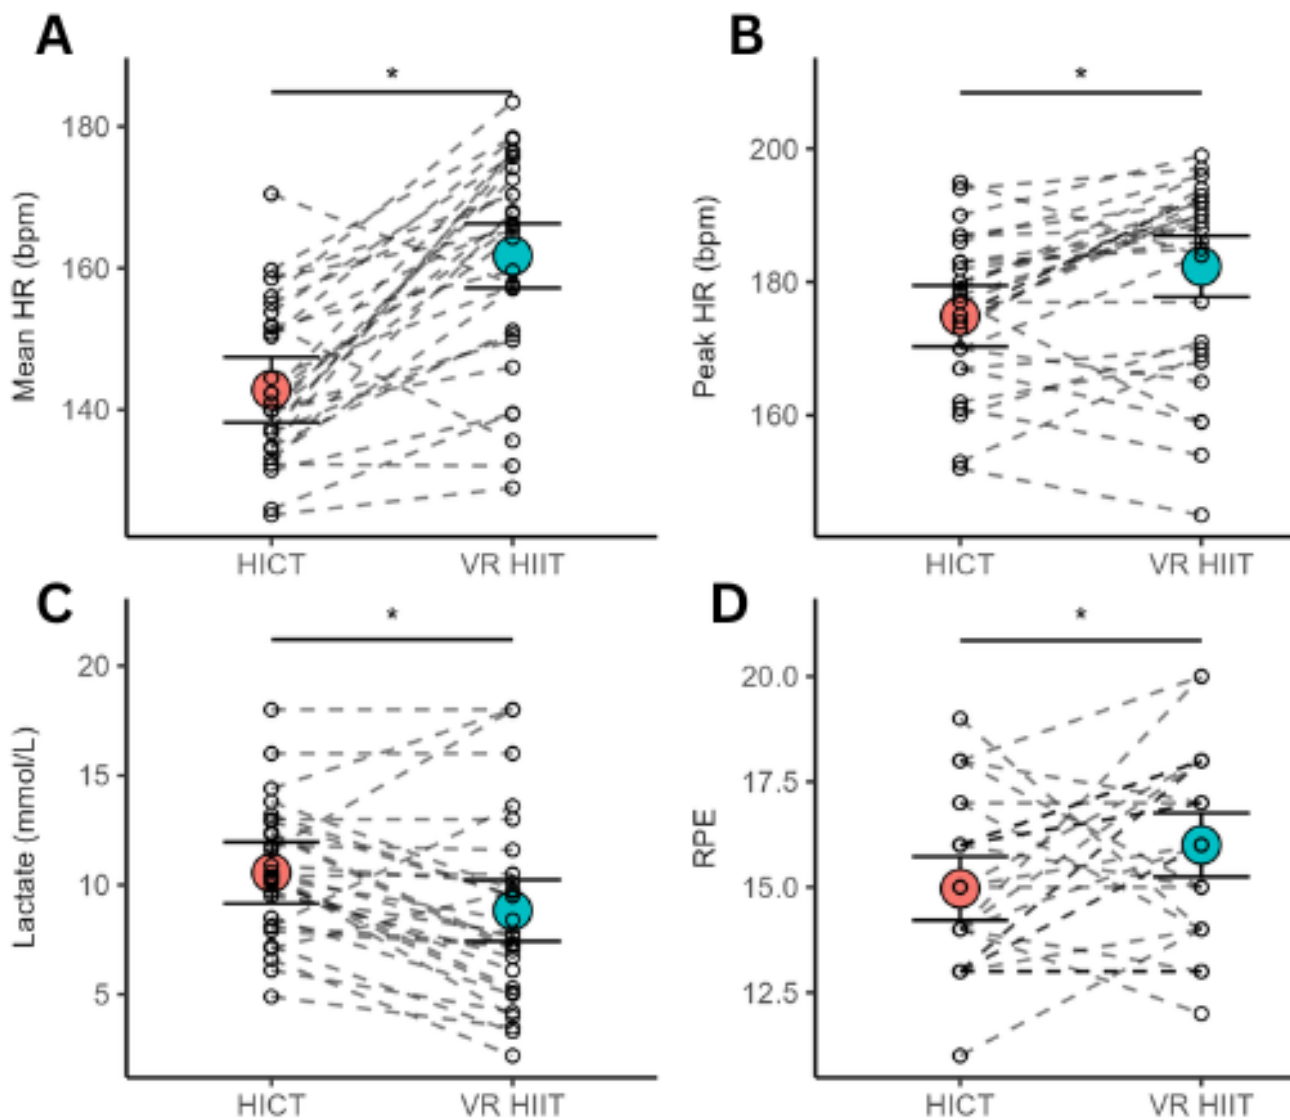 A
*
Mean HR (bpm)
180
160
140
HICT
VR HIIT
B
*
Peak HR (bpm)
200
180
160
HICT
VR HIIT
C
*
Lactate (mmol/L)
20
15
10
5
HICT
VR HIIT
D
*
RPE
20.0
17.5
15.0
12.5
HICT
VR HIIT